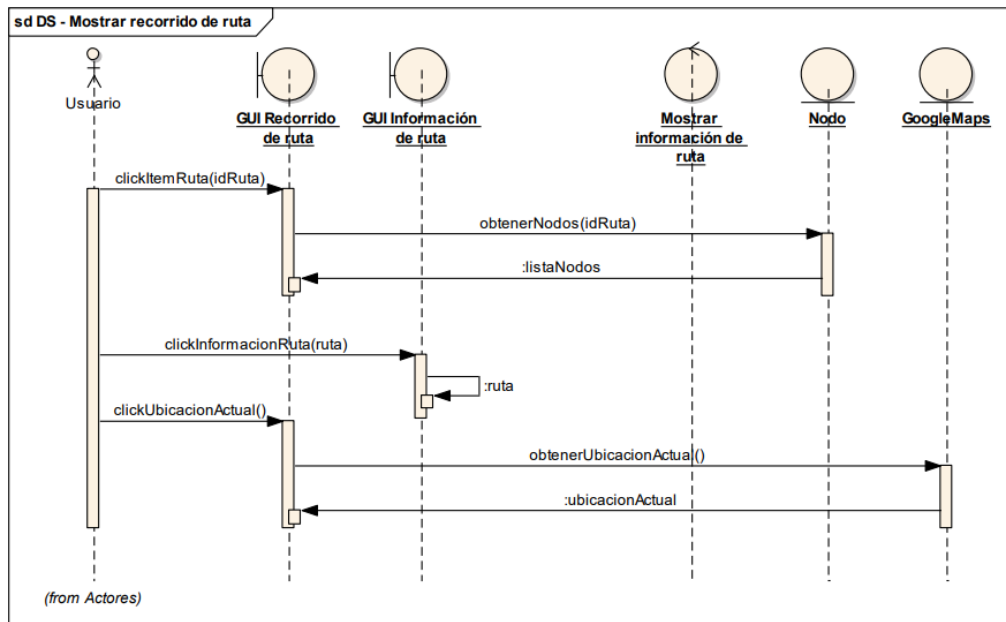 sd DS - Mostrar recorrido de ruta
Usuario
GUI Recorrido
de ruta
GUI Información
de ruta
Mostrar
información de
ruta
Nodo
GoogleMaps
clickItemRuta(idRuta)
obtenerNodos(idRuta)
:listaNodos
clickInformacionRuta(ruta)
:ruta
clickUbicacionActual()
obtenerUbicacionActual()
:ubicacionActual
(from Actores)